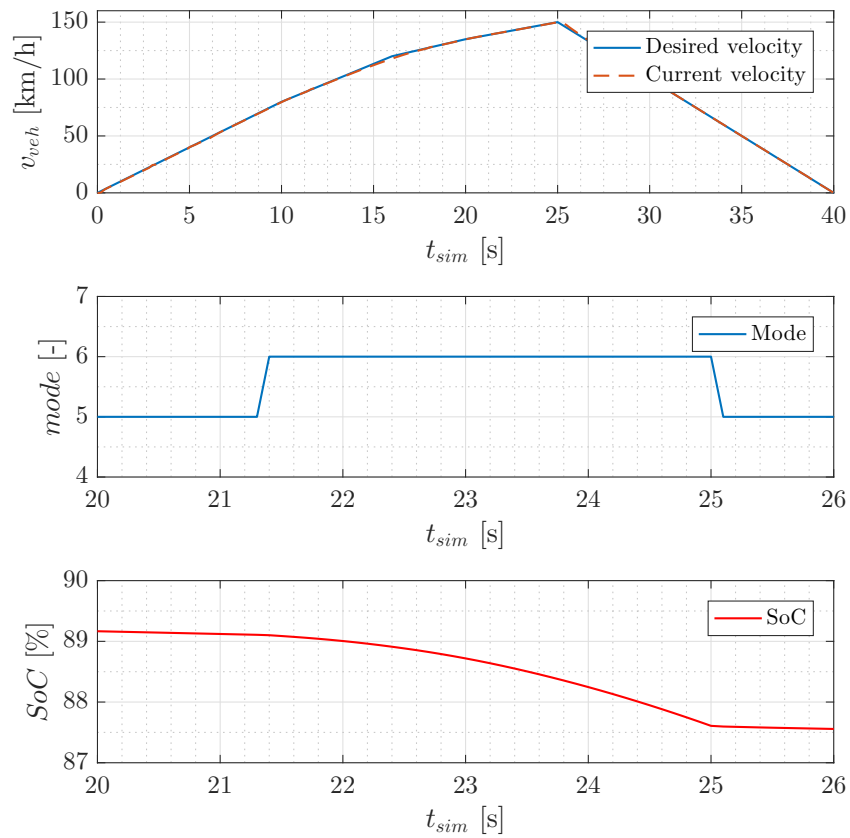 150
100
50
0
v_veh [km/h]
Desired velocity
Current velocity
0 5 10 15 20 25 30 35 40
t_sim [s]
7
6
5
4
mode [-]
Mode
20 21 22 23 24 25 26
t_sim [s]
90
89
88
87
SoC [%]
SoC
20 21 22 23 24 25 26
t_sim [s]